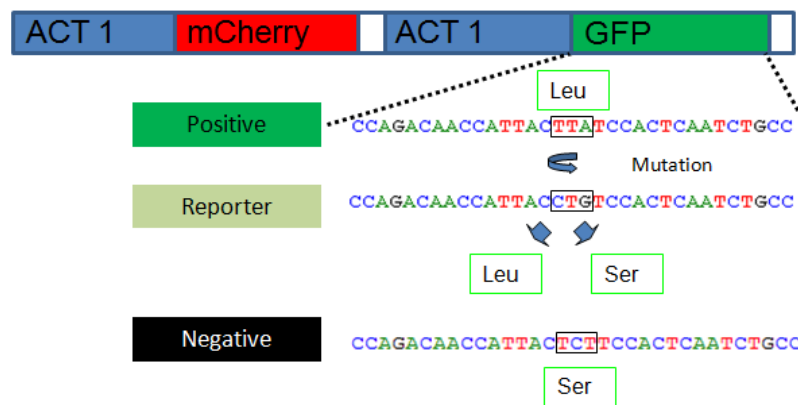 ACT 1 mCherry ACT 1 GFP
Leu
Positive CCAGACAACCATTACTTATCCACTCAATCTGCC
Mutation
Reporter CCAGACAACCATTACCTGTCCACTCAATCTGCC
Leu Ser
Negative CCAGACAACCATTACTCTTCCACTCAATCTGCC
Ser